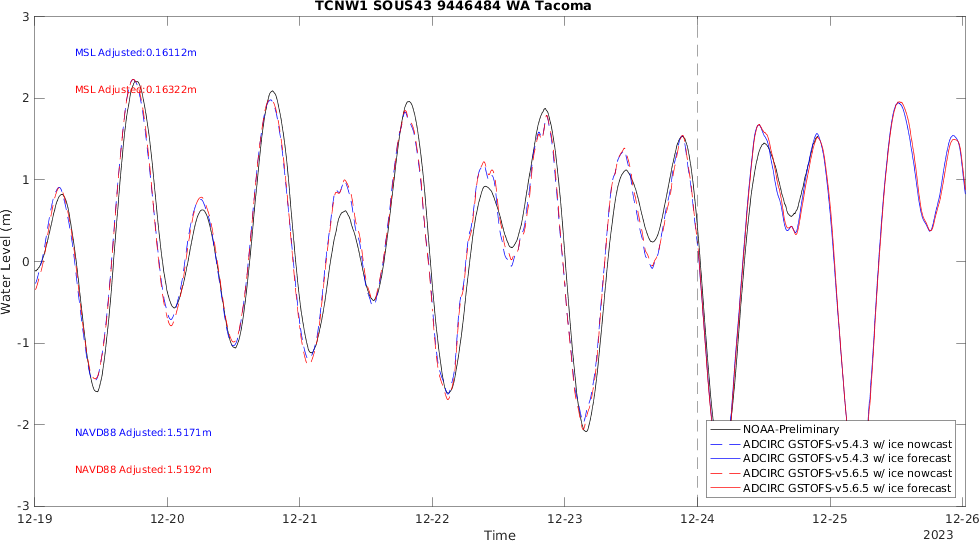 TCNW1 SOUS43 9446484 WA Tacoma
3
2
1
0
-1
-2
-3
Water Level (m)
MSL Adjusted:0.16112m
MSL Adjusted:0.16322m
NAVD88 Adjusted:1.5171m
NAVD88 Adjusted:1.5192m
NOAA-Preliminary
ADCIRC GSTOFS-v5.4.3 w/ ice nowcast
ADCIRC GSTOFS-v5.4.3 w/ ice forecast
ADCIRC GSTOFS-v5.6.5 w/ ice nowcast
ADCIRC GSTOFS-v5.6.5 w/ ice forecast
12-19 12-20 12-21 12-22 12-23 12-24 12-25 12-26
Time
2023